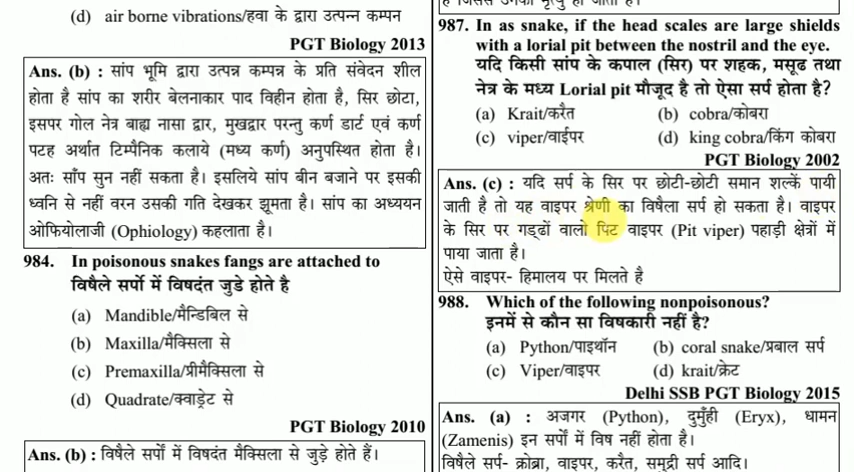 (d) air borne vibrations/हवा के द्वारा उत्पन्न कम्पन
PGT Biology 2013
Ans. (b) : सांप भूमि द्वारा उत्पन्न कम्पन्न के प्रति संवेदन शील
होता है सांप का शरीर बेलनाकार पाद विहीन होता है, सिर छोटा,
इसपर गोल नेत्र बाह्य नासा द्वार, मुखद्वार परन्तु कर्ण डार्ट एवं कर्ण
पटह अर्थात टिम्पैनिक कलाये (मध्य कर्ण) अनुपस्थित होता है।
अतः साँप सुन नहीं सकता है। इसलिये सांप बीन बजाने पर इसकी
ध्वनि से नहीं वरन उसकी गति देखकर झूमता है। सांप का अध्ययन
ओफियोलाजी (Ophiology) कहलाता है।
984. In poisonous snakes fangs are attached to
विषैले सर्पो में विषदंत जुडे होते है
(a) Mandible/मैन्डिबिल से
(b) Maxilla/मैक्सिला से
(c) Premaxilla/प्रीमैक्सिला से
(d) Quadrate/क्वाड्रेट से
PGT Biology 2010
Ans. (b) : विषैले सर्पों में विषदंत मैक्सिला से जुड़े होते हैं।
987. In as snake, if the head scales are large shields
with a lorial pit between the nostril and the eye.
यदि किसी सांप के कपाल (सिर) पर शहक, मसूढ तथा
नेत्र के मध्य Lorial pit मौजूद है तो ऐसा सर्प होता है?
(a) Krait/करैत (b) cobra/कोबरा
(c) viper/वाईपर (d) king cobra/किंग कोबरा
PGT Biology 2002
Ans. (c) : यदि सर्प के सिर पर छोटी-छोटी समान शल्कें पायी
जाती है तो यह वाइपर श्रेणी का विषैला सर्प हो सकता है। वाइपर
के सिर पर गड्ढों वालो पिट वाइपर (Pit viper) पहाड़ी क्षेत्रों में
पाया जाता है।
ऐसे वाइपर- हिमालय पर मिलते है
988. Which of the following nonpoisonous?
इनमें से कौन सा विषकारी नहीं है?
(a) Python/पाइथॉन (b) coral snake/प्रबाल सर्प
(c) Viper/वाइपर (d) krait/क्रेट
Delhi SSB PGT Biology 2015
Ans. (a) : अजगर (Python), दुमुँही (Eryx), धामन
(Zamenis) इन सर्पों में विष नहीं होता है।
विषैले सर्प- क्रोब्रा, वाइपर, करैत, समुद्री सर्प आदि।